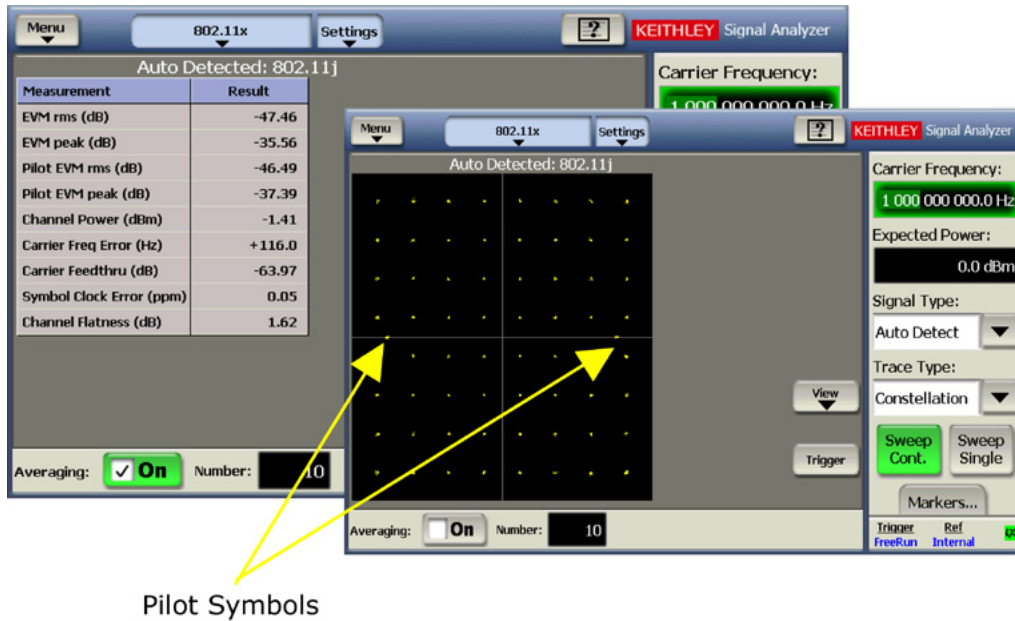 Menu
802.11x
Settings
?
KEITHLEY Signal Analyzer
Auto Detected: 802.11j
Measurement Result
EVM rms (dB) -47.46
EVM peak (dB) -35.56
Pilot EVM rms (dB) -46.49
Pilot EVM peak (dB) -37.39
Channel Power (dBm) -1.41
Carrier Freq Error (Hz) +116.0
Carrier Feedthru (dB) -63.97
Symbol Clock Error (ppm) 0.05
Channel Flatness (dB) 1.62
Carrier Frequency:
1 000 000 000.0 Hz
Averaging: On Number: 10
Menu
802.11x
Settings
?
KEITHLEY Signal Analyzer
Auto Detected: 802.11j
Carrier Frequency:
1 000 000 000.0 Hz
Expected Power:
0.0 dBm
Signal Type:
Auto Detect
Trace Type:
Constellation
View
Trigger
Sweep Cont.
Sweep Single
Markers...
Trigger Ref
FreeRun Internal
Averaging: On Number: 10
Pilot Symbols